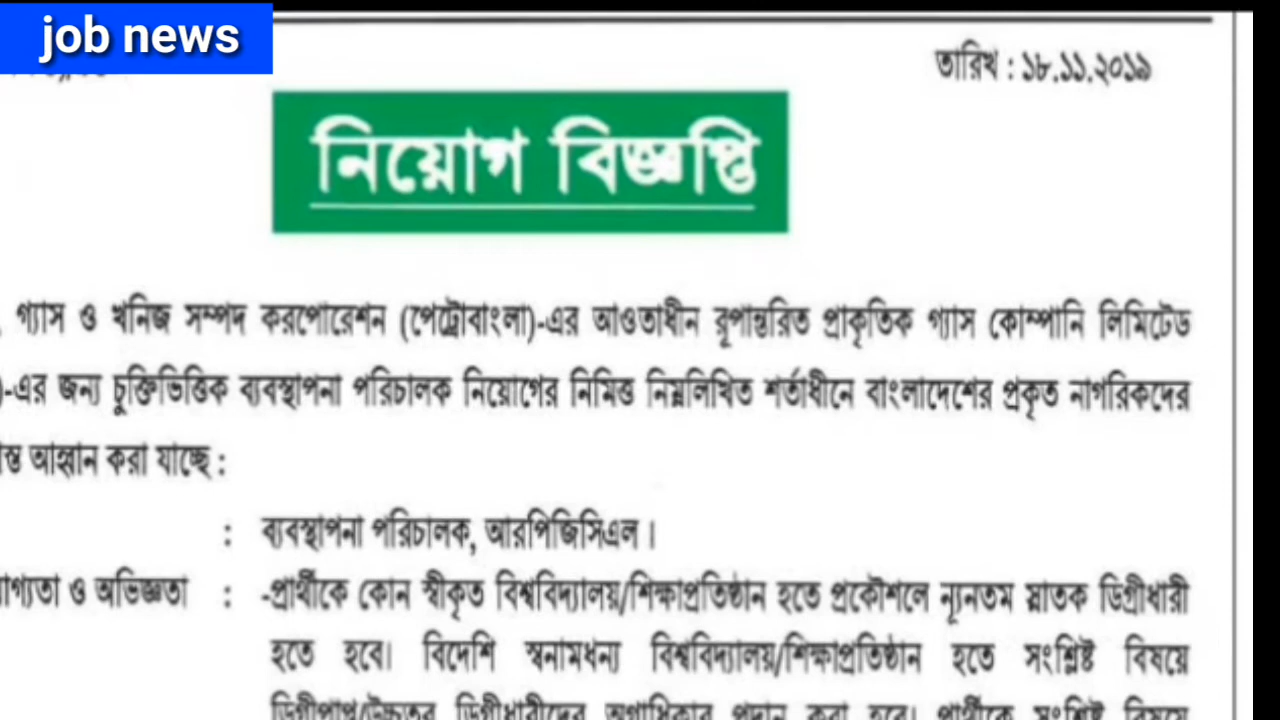 job news
তারিখ : ১৮.১১.২০১৯
নিয়োগ বিজ্ঞপ্তি
গ্যাস ও খনিজ সম্পদ করপোরেশন (পেট্রোবাংলা)-এর আওতাধীন রূপান্তরিত প্রাকৃতিক গ্যাস কোম্পানি লিমিটেড
)-এর জন্য চুক্তিভিত্তিক ব্যবস্থাপনা পরিচালক নিয়োগের নিমিত্ত নিম্নলিখিত শর্তাধীনে বাংলাদেশের প্রকৃত নাগরিকদের
আহ্বান করা যাচ্ছে :
: ব্যবস্থাপনা পরিচালক, আরপিজিসিএল।
ও অভিজ্ঞতা : -প্রার্থীকে কোন স্বীকৃত বিশ্ববিদ্যালয়/শিক্ষাপ্রতিষ্ঠান হতে প্রকৌশলে ন্যূনতম স্নাতক ডিগ্রীধারী
হতে হবে। বিদেশি স্বনামধন্য বিশ্ববিদ্যালয়/শিক্ষাপ্রতিষ্ঠান হতে সংশ্লিষ্ট বিষয়ে